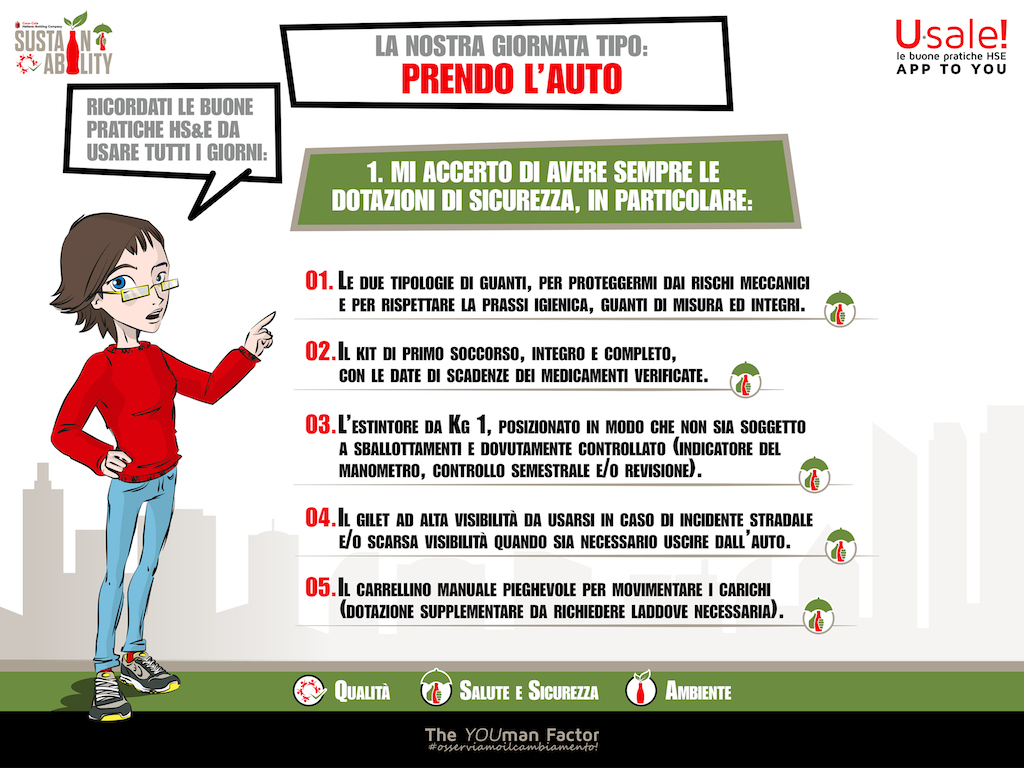 Coca-Cola
Hellenic Bottling Company
SUSTAIN
ABILITY
LA NOSTRA GIORNATA TIPO:
PRENDO L'AUTO
U·sale!
le buone pratiche HSE
APP TO YOU
RICORDATI LE BUONE
PRATICHE HS&E DA
USARE TUTTI I GIORNI:
1. MI ACCERTO DI AVERE SEMPRE LE
DOTAZIONI DI SICUREZZA, IN PARTICOLARE:
01. LE DUE TIPOLOGIE DI GUANTI, PER PROTEGGERMI DAI RISCHI MECCANICI
E PER RISPETTARE LA PRASSI IGIENICA, GUANTI DI MISURA ED INTEGRI.
02. IL KIT DI PRIMO SOCCORSO, INTEGRO E COMPLETO,
CON LE DATE DI SCADENZE DEI MEDICAMENTI VERIFICATE.
03. L'ESTINTORE DA KG 1, POSIZIONATO IN MODO CHE NON SIA SOGGETTO
A SBALLOTTAMENTI E DOVUTAMENTE CONTROLLATO (INDICATORE DEL
MANOMETRO, CONTROLLO SEMESTRALE E/O REVISIONE).
04. IL GILET AD ALTA VISIBILITÀ DA USARSI IN CASO DI INCIDENTE STRADALE
E/O SCARSA VISIBILITÀ QUANDO SIA NECESSARIO USCIRE DALL'AUTO.
05. IL CARRELLINO MANUALE PIEGHEVOLE PER MOVIMENTARE I CARICHI
(DOTAZIONE SUPPLEMENTARE DA RICHIEDERE LADDOVE NECESSARIA).
QUALITÀ
SALUTE E SICUREZZA
AMBIENTE
The YOUman Factor
#osserviamoilcambiamento!